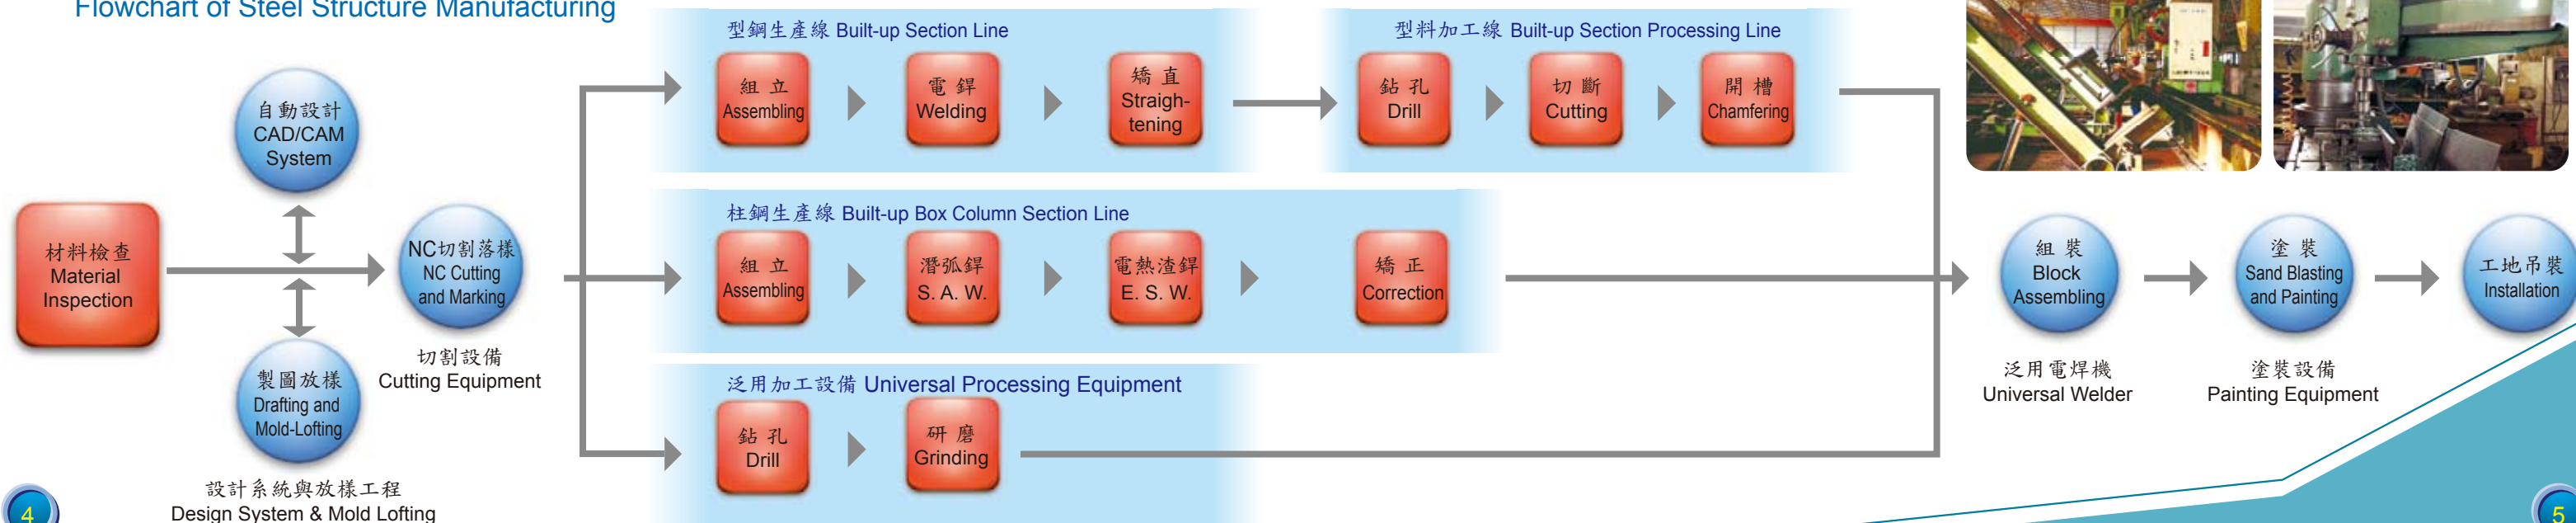 Flowchart of Steel Structure Manufacturing
自動設計
CAD/CAM
System
材料檢查
Material
Inspection
NC切割落樣
NC Cutting
and Marking
切割設備
Cutting Equipment
製圖放樣
Drafting and
Mold-Lofting
設計系統與放樣工程
Design System & Mold Lofting
型鋼生產線 Built-up Section Line
組 立
Assembling
電 銲
Welding
矯 直
Straigh-
tening
型料加工線 Built-up Section Processing Line
鉆 孔
Drill
切 斷
Cutting
開 槽
Chamfering
柱鋼生產線 Built-up Box Column Section Line
組 立
Assembling
潛弧銲
S. A. W.
電熱渣銲
E. S. W.
矯 正
Correction
泛用加工設備 Universal Processing Equipment
鉆 孔
Drill
研 磨
Grinding
組 裝
Block
Assembling
泛用電焊機
Universal Welder
塗 裝
Sand Blasting
and Painting
塗裝設備
Painting Equipment
工地吊裝
Installation
4
5